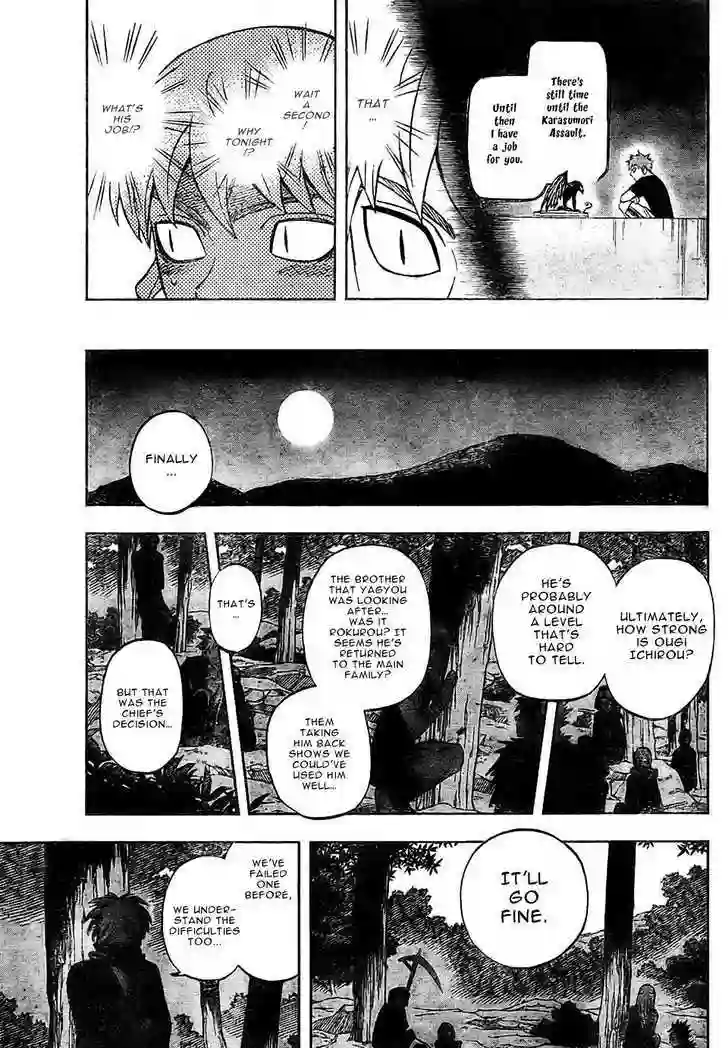 There's
still time
until the
Karasumori
Assault.
Until
then
I have
a job
for you.
THAT
...
WAIT
A
SECOND
!
WHY
TONIGHT
!?
WHAT'S
HIS
JOB!?
FINALLY
...
ULTIMATELY,
HOW STRONG
IS OUGI
ICHIROU?
HE'S
PROBABLY
AROUND
A LEVEL
THAT'S
HARD
TO TELL.
THE BROTHER
THAT YAGYOU
WAS LOOKING
AFTER...
WAS IT
ROKUROU? IT
SEEMS HE'S
RETURNED
TO THE MAIN
FAMILY?
THEM
TAKING
HIM BACK
SHOWS WE
COULD'VE
USED HIM
WELL...
THAT'S
...
BUT THAT
WAS THE
CHIEF'S
DECISION...
IT'LL
GO
FINE.
WE'VE
FAILED
ONE
BEFORE,
WE UNDER-
STAND THE
DIFFICULTIES
TOO...